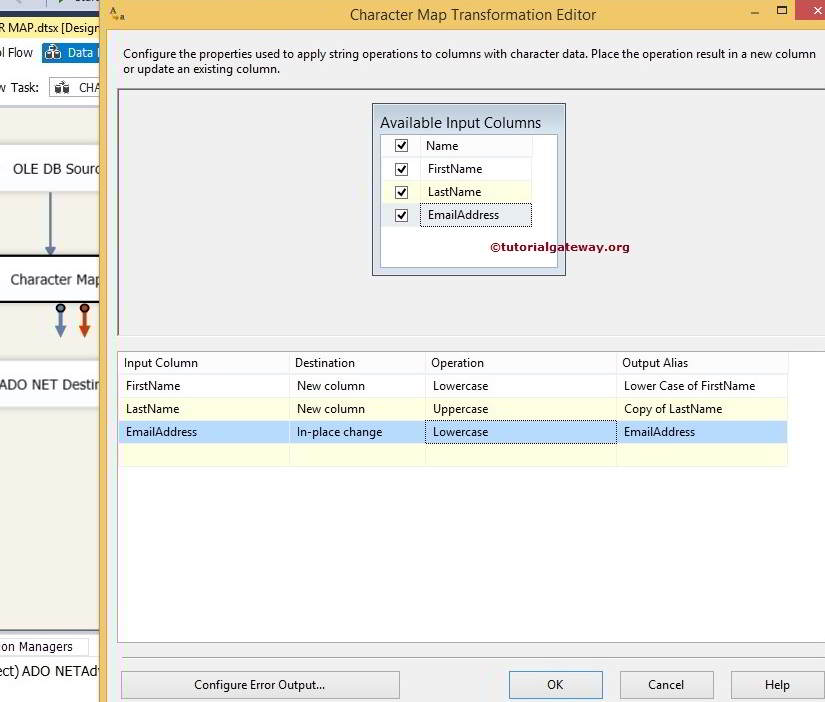 Character Map Transformation Editor
R MAP.dtsx [Design
Configure the properties used to apply string operations to columns with character data. Place the operation result in a new column
or update an existing column.
ol Flow
Data
w Task:
CHA
Available Input Columns
Name
OLE DB Sourc
FirstName
LastName
EmailAddress
©tutorialgateway.org
Character Map
Input Column Destination Operation Output Alias
ADO NET Destin
FirstName New column Lowercase Lower Case of FirstName
LastName New column Uppercase Copy of LastName
EmailAddress In-place change Lowercase EmailAddress
on Managers
ect) ADO NETAdv
Configure Error Output...
OK
Cancel
Help